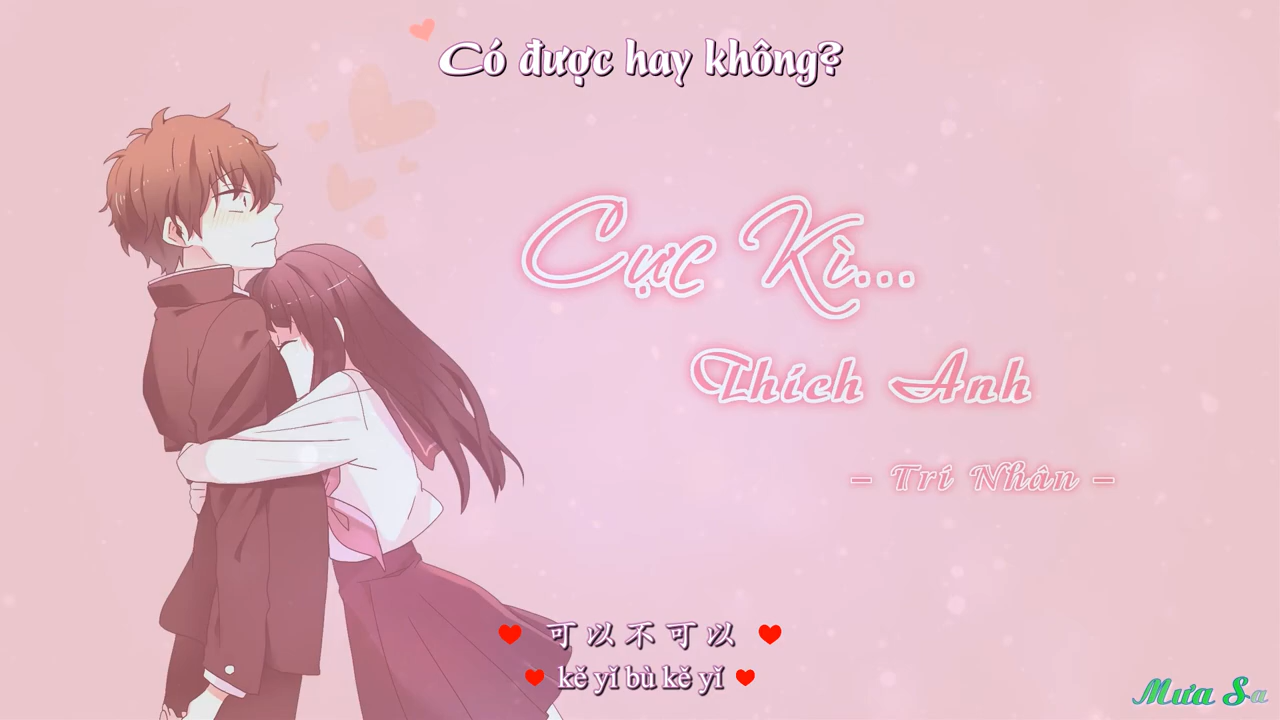 Có được hay không?
Cực Kì...
Thích Anh
– Trí Nhân –
可以不可以
kě yǐ bù kě yǐ
Mưa Sa